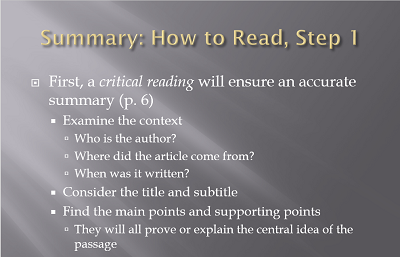 Summary: How to Read, Step 1
First, a critical reading will ensure an accurate
summary (p. 6)
Examine the context
Who is the author?
Where did the article come from?
When was it written?
Consider the title and subtitle
Find the main points and supporting points
They will all prove or explain the central idea of the
passage